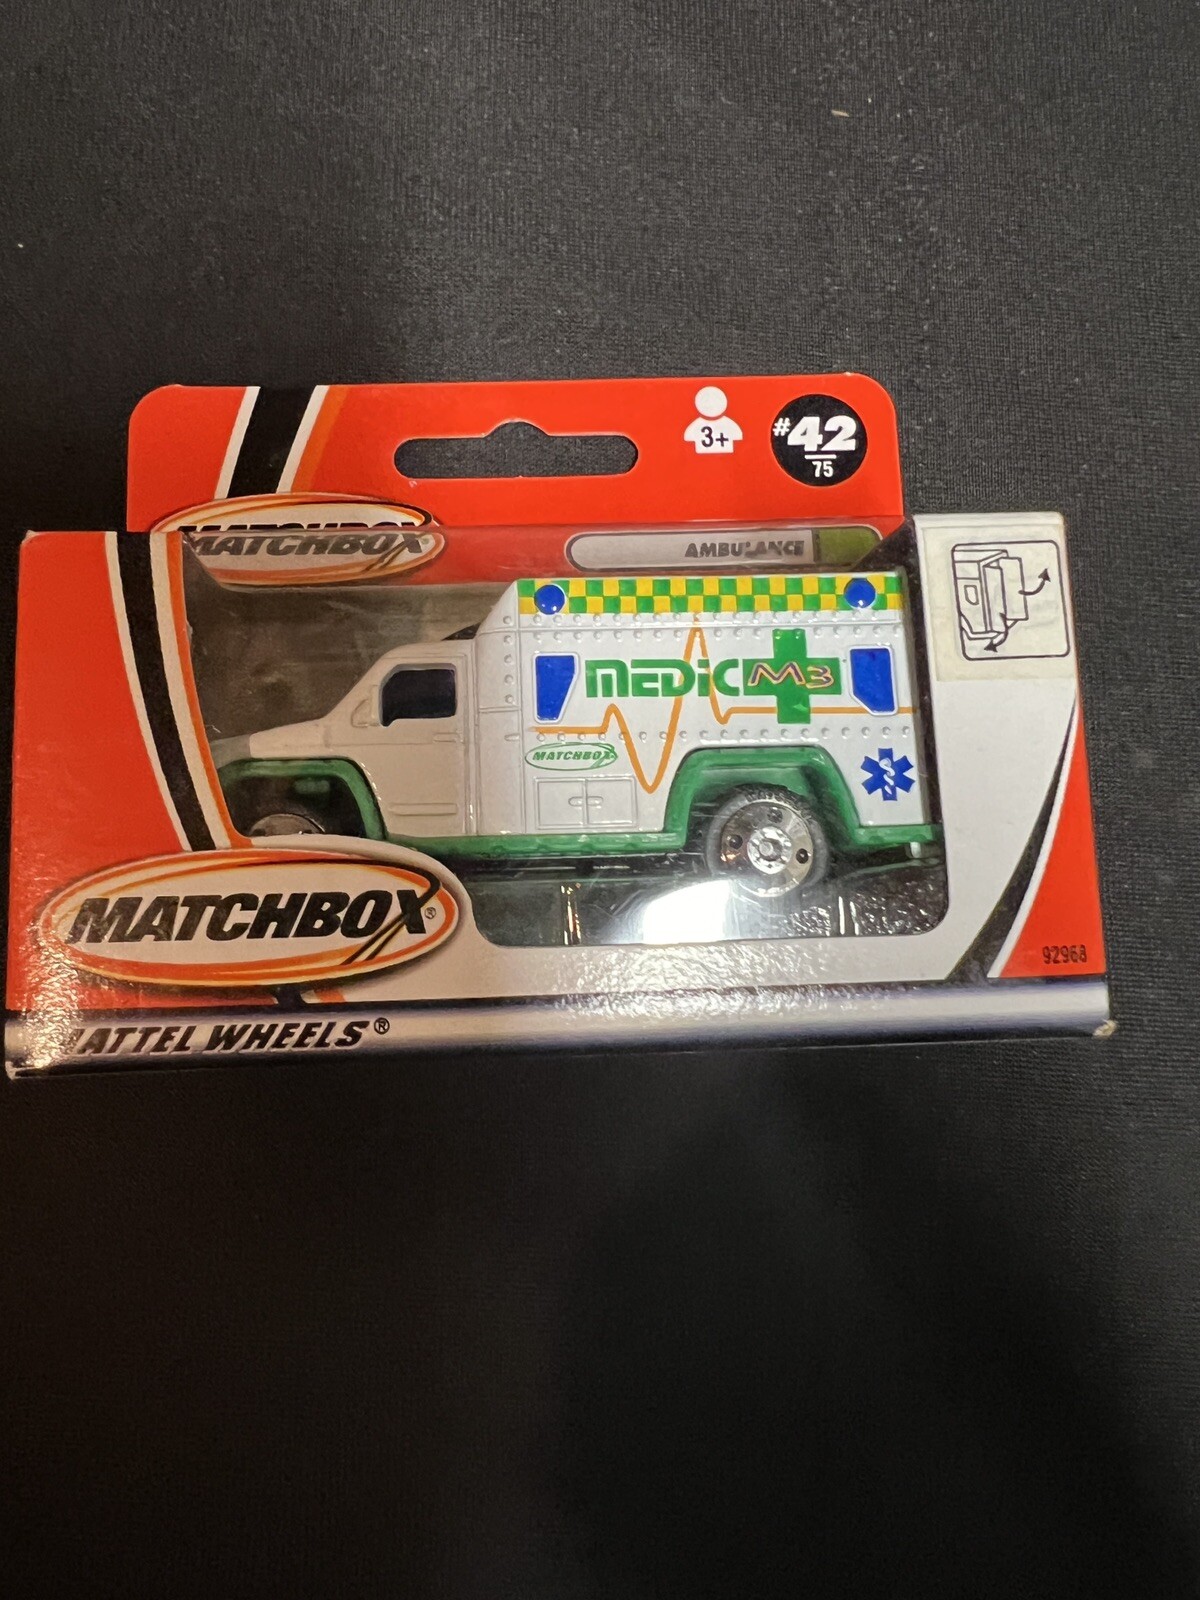 3+
#42
75
MATCHBOX
AMBULANCE
MEDIC M3
MATCHBOX
MATCHBOX®
92968
MATTEL WHEELS®